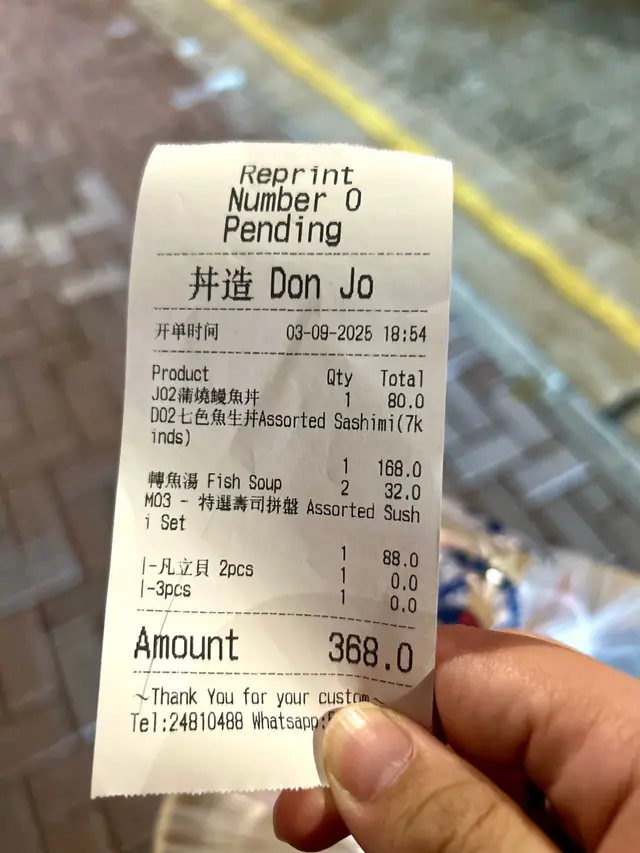 Reprint
Number 0
Pending
丼造 Don Jo
开单时间 03-09-2025 18:54
Product Qty Total
J02蒲燒鰻魚丼 1 80.0
D02七色魚生丼Assorted Sashimi(7k
inds)
1 168.0
轉魚湯 Fish Soup 2 32.0
M03 - 特選壽司拼盤 Assorted Sush
i Set
1 88.0
|-凡立貝 2pcs 1 0.0
|-3pcs 1 0.0
Amount 368.0
~Thank You for your custom~
Tel:24810488 Whatsapp: